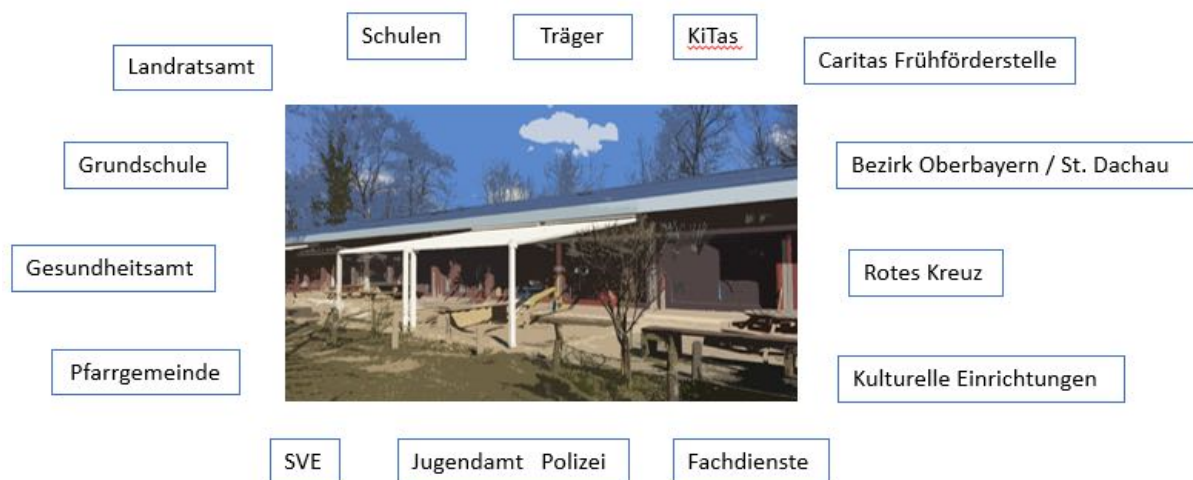 Schulen
Träger
KiTas
Landratsamt
Caritas Frühförderstelle
Grundschule
Bezirk Oberbayern / St. Dachau
Gesundheitsamt
Rotes Kreuz
Pfarrgemeinde
Kulturelle Einrichtungen
SVE
Jugendamt Polizei
Fachdienste